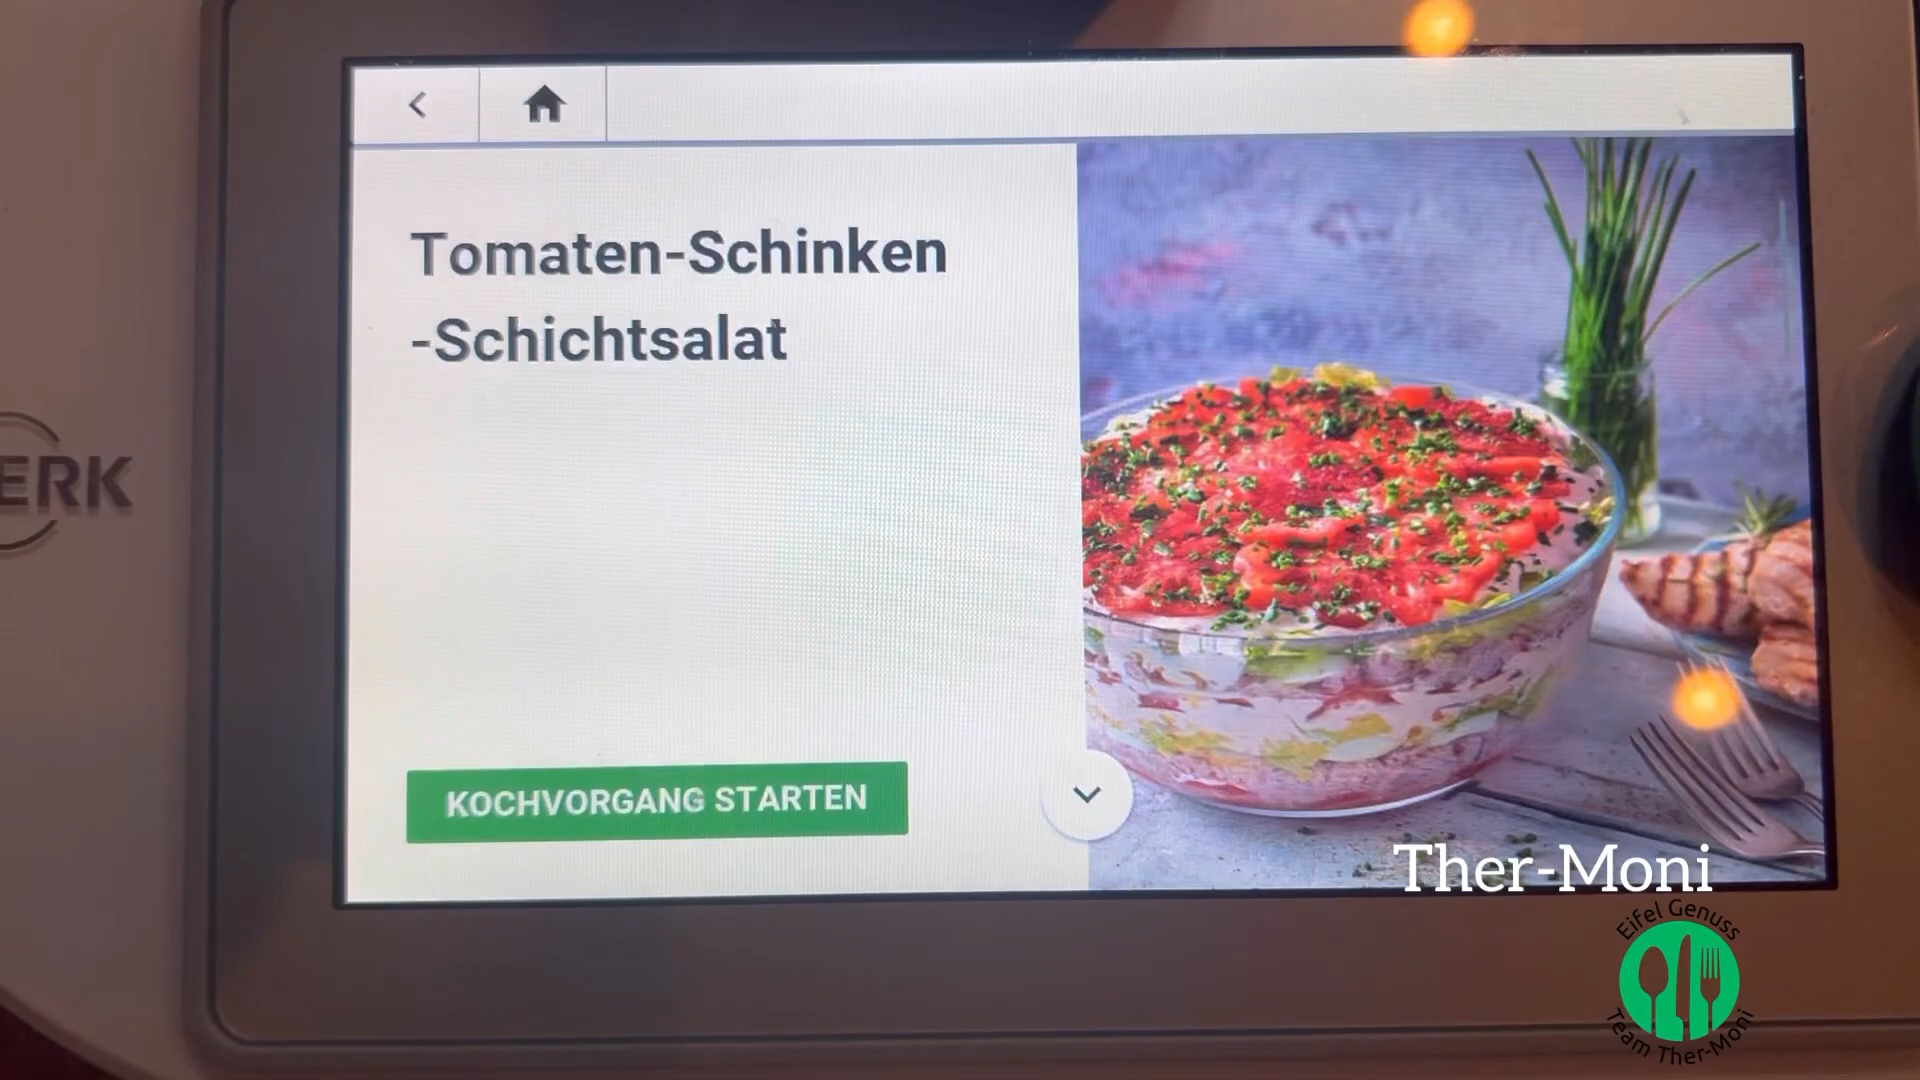 Tomaten-Schinken
-Schichtsalat
ERK
KOCHVORGANG STARTEN
Ther-Moni
Eifel Genuss
Team Ther-Moni